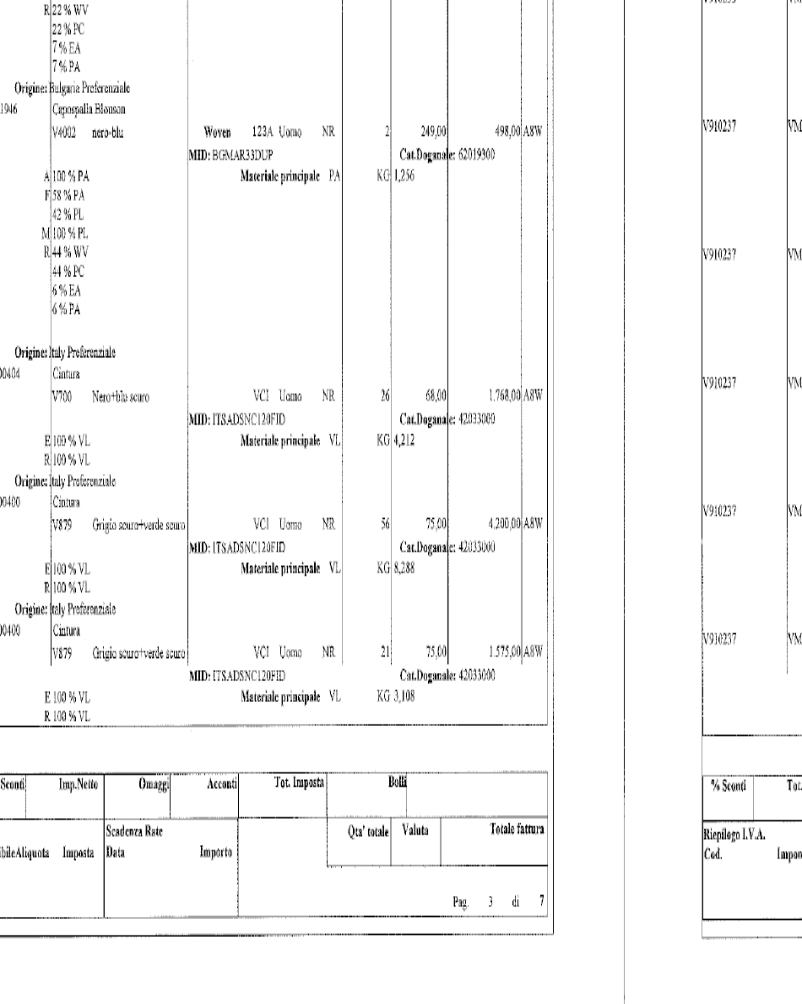 R 22 % WV
22 % PC
7 % EA
7 % PA
Origine: Bulgaria Preferenziale
1946 Capospalla Blouson
V4002 nero-blu Woven 123A Uomo NR 2 249,00 498,00 A8W
MID: BGMAR33DUP Cat.Doganale: 62019300
A 100 % PA Materiale principale PA KG 1,256
F 58 % PA
42 % PL
M 100 % PL
R 44 % WV
44 % PC
6 % EA
6 % PA
Origine: Italy Preferenziale
00404 Cintura
V700 Nero+blu scuro VCI Uomo NR 26 68,00 1.768,00 A8W
MID: ITSADSNC120FID Cat.Doganale: 42033000
E 100 % VL Materiale principale VL KG 4,212
R 100 % VL
Origine: Italy Preferenziale
00400 Cintura
V879 Grigio scuro+verde scuro VCI Uomo NR 56 75,00 4.200,00 A8W
MID: ITSADSNC120FID Cat.Doganale: 42033000
E 100 % VL Materiale principale VL KG 8,288
R 100 % VL
Origine: Italy Preferenziale
00400 Cintura
V879 Grigio scuro+verde scuro VCI Uomo NR 21 75,00 1.575,00 A8W
MID: ITSADSNC120FID Cat.Doganale: 42033000
E 100 % VL Materiale principale VL KG 3,108
R 100 % VL
Sconti Imp.Netto Omaggi Acconti Tot. Imposta Bolli
Scadenza Rate Qta' totale Valuta Totale fattura
ibile Aliquota Imposta Data Importo
Pag. 3 di 7
V910237 VM
V910237 VM
V910237 VM
V910237 VM
V910237 VM
% Sconti Tot.
Riepilogo I.V.A.
Cod. Impon